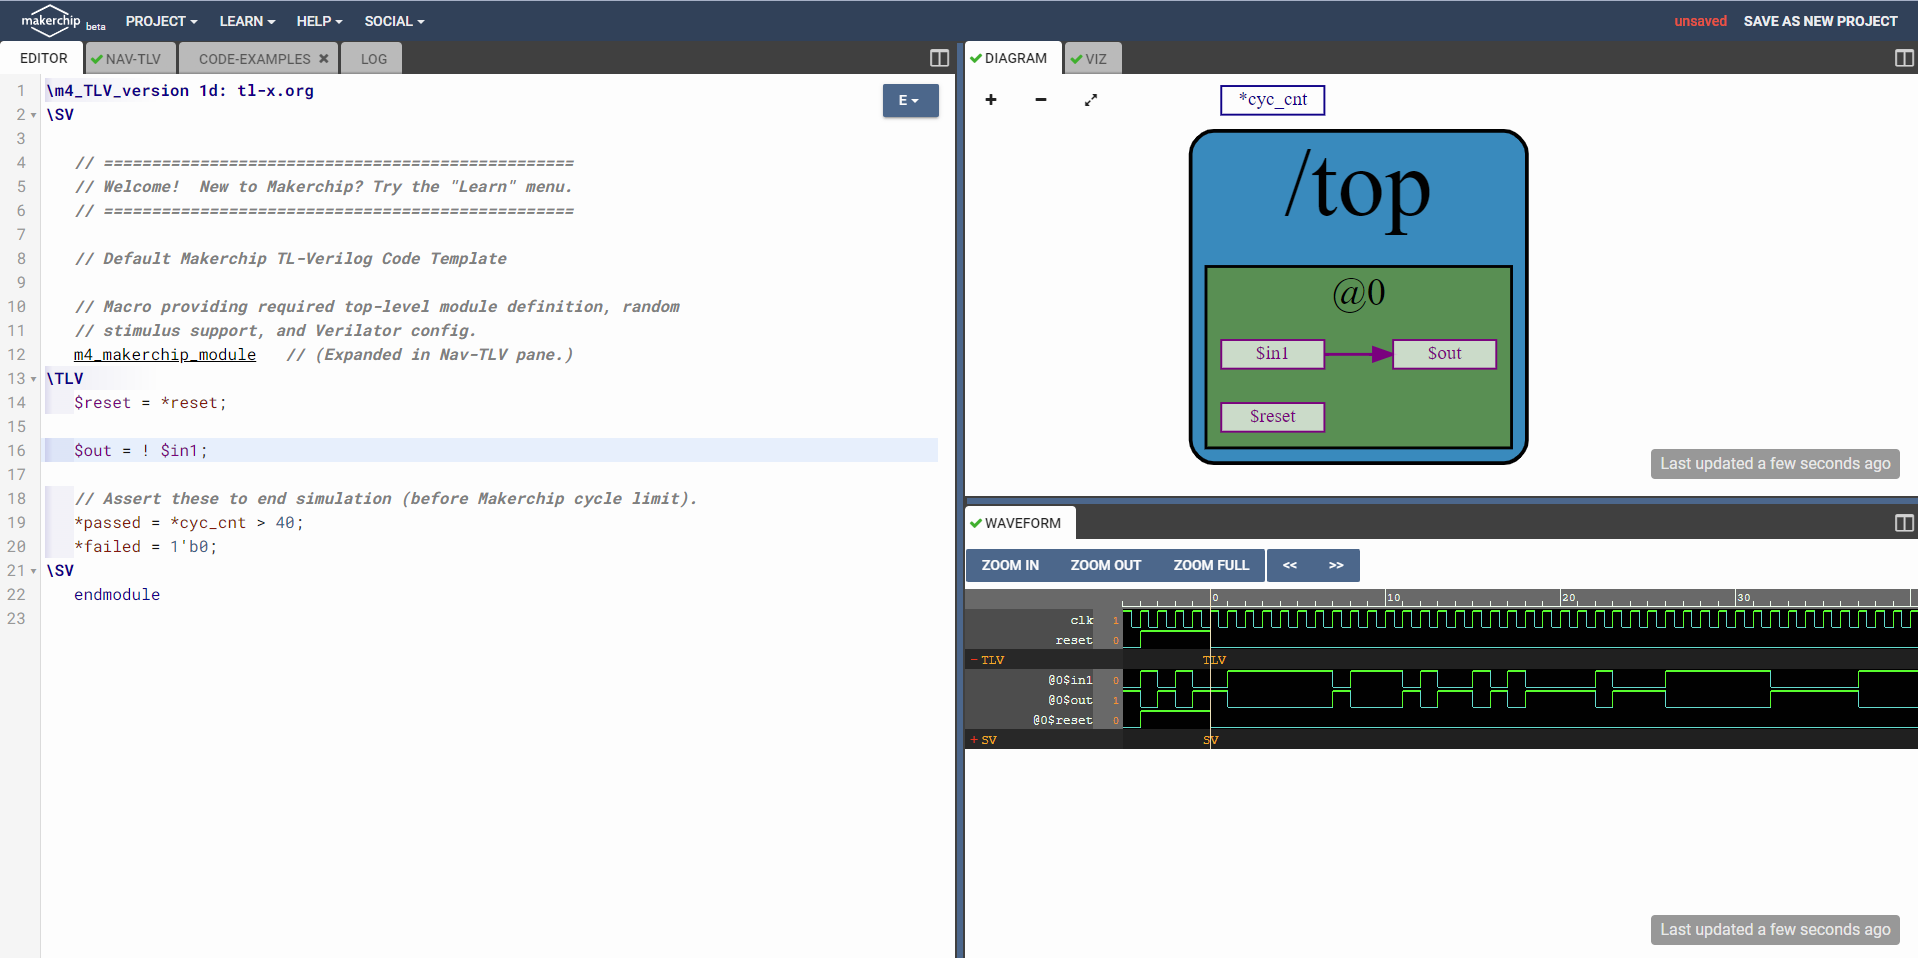 makerchip beta PROJECT LEARN HELP SOCIAL unsaved SAVE AS NEW PROJECT
EDITOR NAV-TLV CODE-EXAMPLES LOG
E
1 \m4_TLV_version 1d: tl-x.org
2 \SV
3
4 // =================================================
5 // Welcome!  New to Makerchip? Try the "Learn" menu.
6 // =================================================
7
8 // Default Makerchip TL-Verilog Code Template
9
10 // Macro providing required top-level module definition, random
11 // stimulus support, and Verilator config.
12 m4_makerchip_module   // (Expanded in Nav-TLV pane.)
13 \TLV
14 $reset = *reset;
15
16 $out = ! $in1;
17
18 // Assert these to end simulation (before Makerchip cycle limit).
19 *passed = *cyc_cnt > 40;
20 *failed = 1'b0;
21 \SV
22 endmodule
23
DIAGRAM VIZ
*cyc_cnt
/top
@0
$in1 $out
$reset
Last updated a few seconds ago
WAVEFORM
ZOOM IN ZOOM OUT ZOOM FULL << >>
0 10 20 30
clk 1
reset 0
- TLV TLV
@0$in1 0
@0$out 1
@0$reset 0
+ SV SV
Last updated a few seconds ago